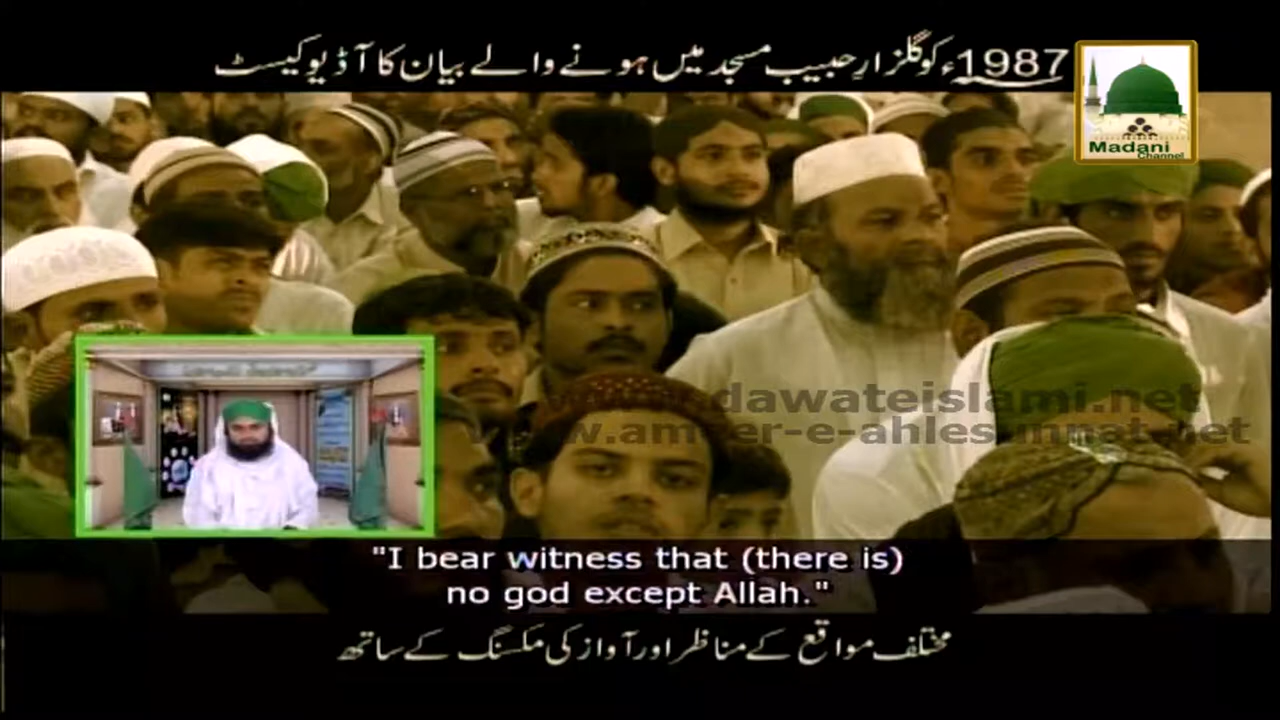 1987ء کو گلزارِ حبیب مسجد میں ہونے والے بیان کا آڈیو کیسٹ
Madani
Channel
dawateislami.net
"I bear witness that (there is)
no god except Allah."
مختلف مواقع کے مناظر اور آواز کی مکسنگ کے ساتھ